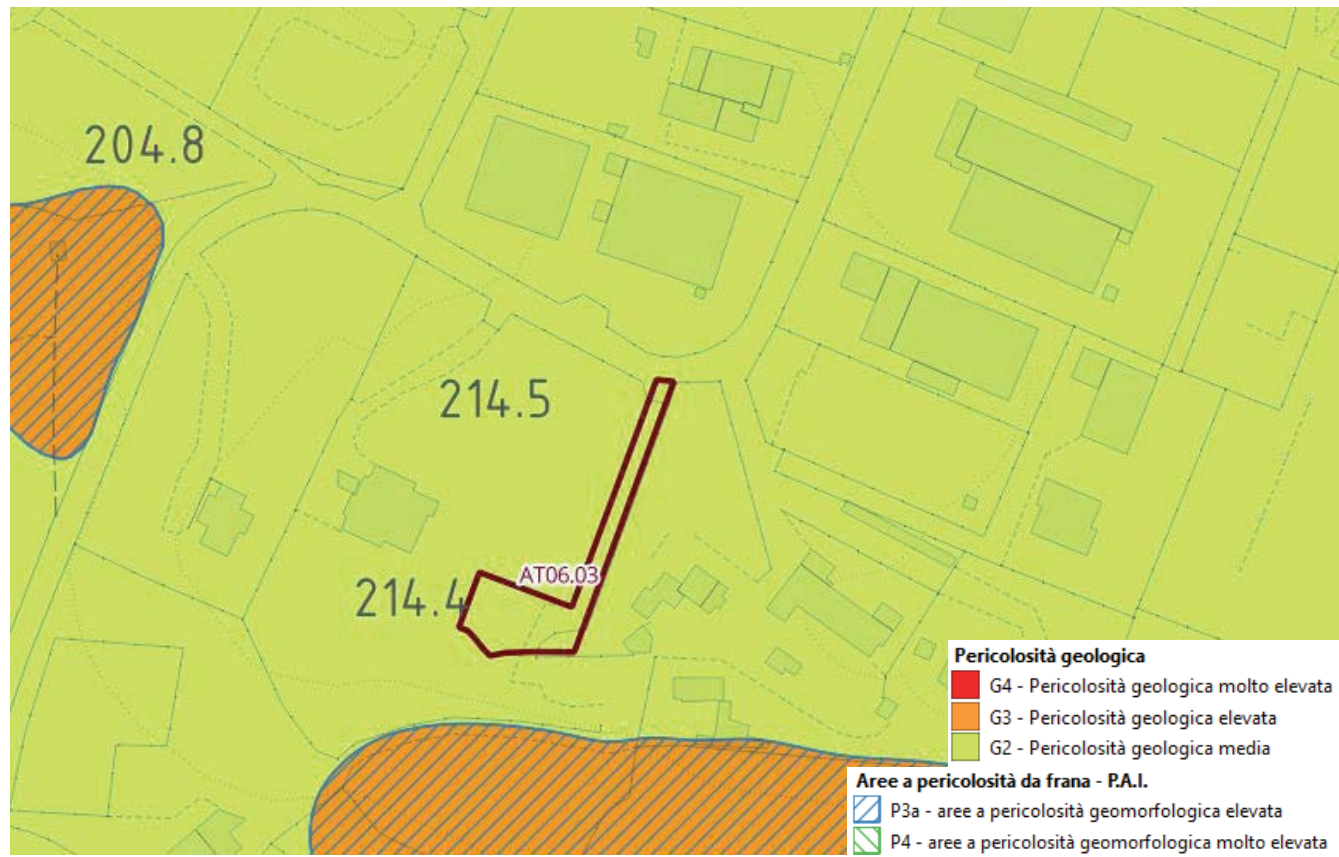 204.8
214.5
AT06.03
214.4
Pericolosità geologica
G4 - Pericolosità geologica molto elevata
G3 - Pericolosità geologica elevata
G2 - Pericolosità geologica media
Aree a pericolosità da frana - P.A.I.
P3a - aree a pericolosità geomorfologica elevata
P4 - aree a pericolosità geomorfologica molto elevata